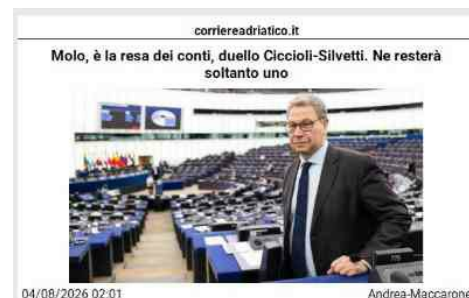 corriereadriatico.it
Molo, è la resa dei conti, duello Ciccioli-Silvetti. Ne resterà
soltanto uno
04/08/2026 02:01
Andrea-Maccarone